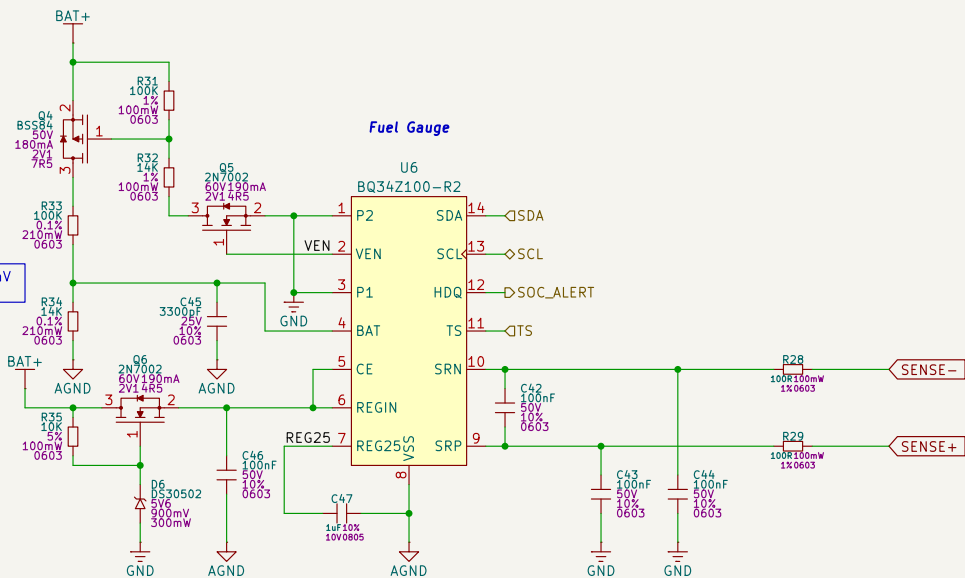 BAT+
R31
100K
1%
100mW
0603
Q4
BSS84
50V
180mA
2V1
7R5
2
1
3
R32
14K
1%
100mW
0603
Q5
2N7002
60V190mA
2V14R5
3
2
1
Fuel Gauge
U6
BQ34Z100-R2
1
P2
SDA
14
SDA
VEN
2
VEN
SCL
13
SCL
3
P1
HDQ
12
SOC_ALERT
GND
4
BAT
TS
11
TS
5
CE
SRN
10
6
REGIN
REG25
7
REG25
VSS
8
SRP
9
R33
100K
0.1%
210mW
0603
V
R34
14K
0.1%
210mW
0603
AGND
C45
3300pF
25V
10%
0603
AGND
BAT+
Q6
2N7002
60V190mA
2V14R5
3
2
1
R35
10K
5%
100mW
0603
D6
DS30502
5V6
900mV
300mW
GND
C46
100nF
50V
10%
0603
AGND
C47
1uF10%
10V0805
AGND
C42
100nF
50V
10%
0603
R28
100R100mW
1%0603
SENSE-
R29
100R100mW
1%0603
SENSE+
C43
100nF
50V
10%
0603
GND
C44
100nF
50V
10%
0603
GND